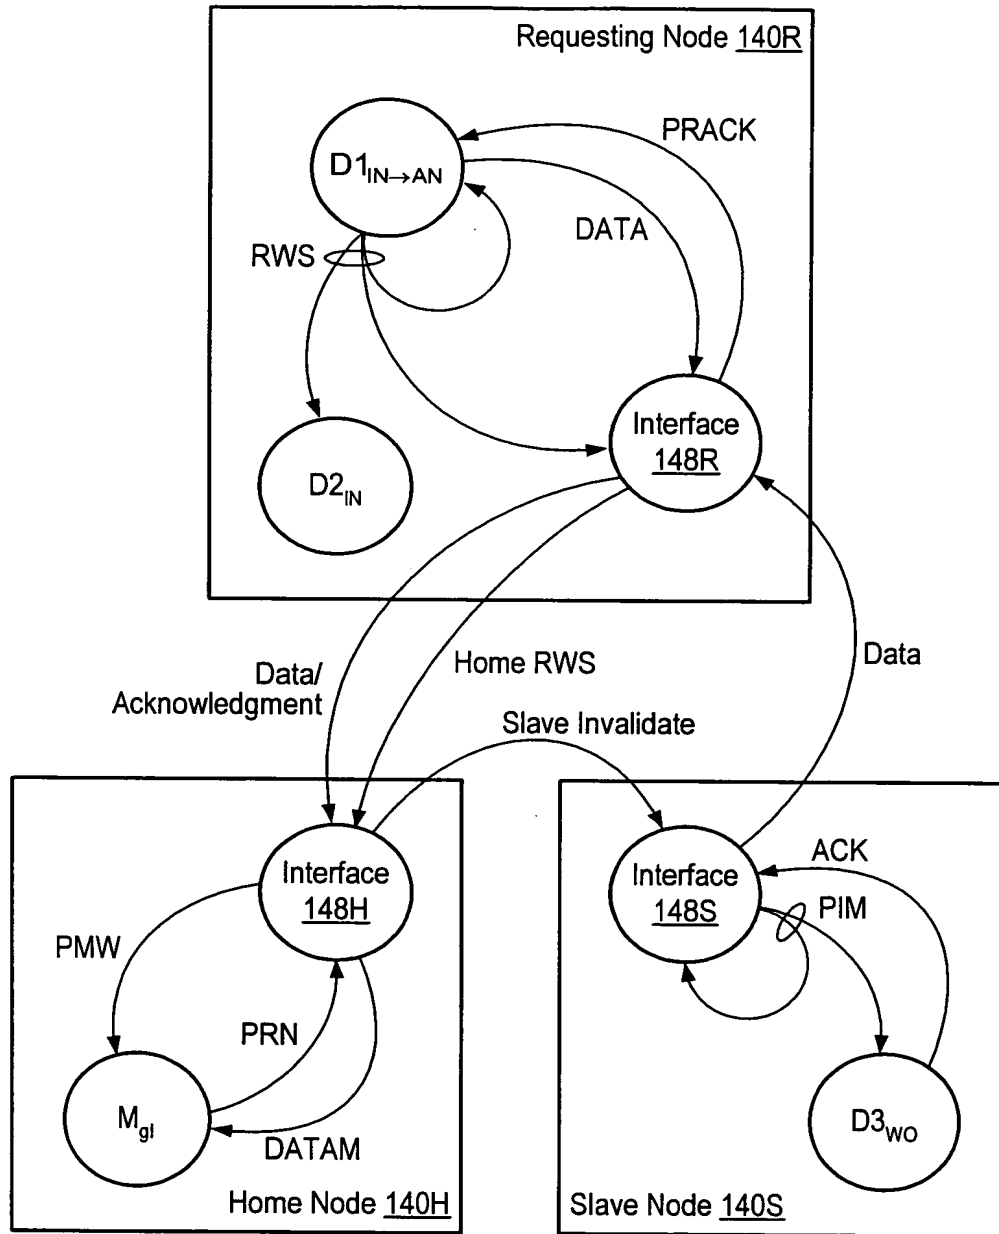 Requesting Node 140R
PRACK
D1IN→AN
DATA
RWS
Interface
148R
D2IN
Data/
Acknowledgment
Home RWS
Data
Slave Invalidate
Interface
148H
Interface
148S
ACK
PIM
PMW
PRN
Mgl
DATAM
D3WO
Home Node 140H
Slave Node 140S